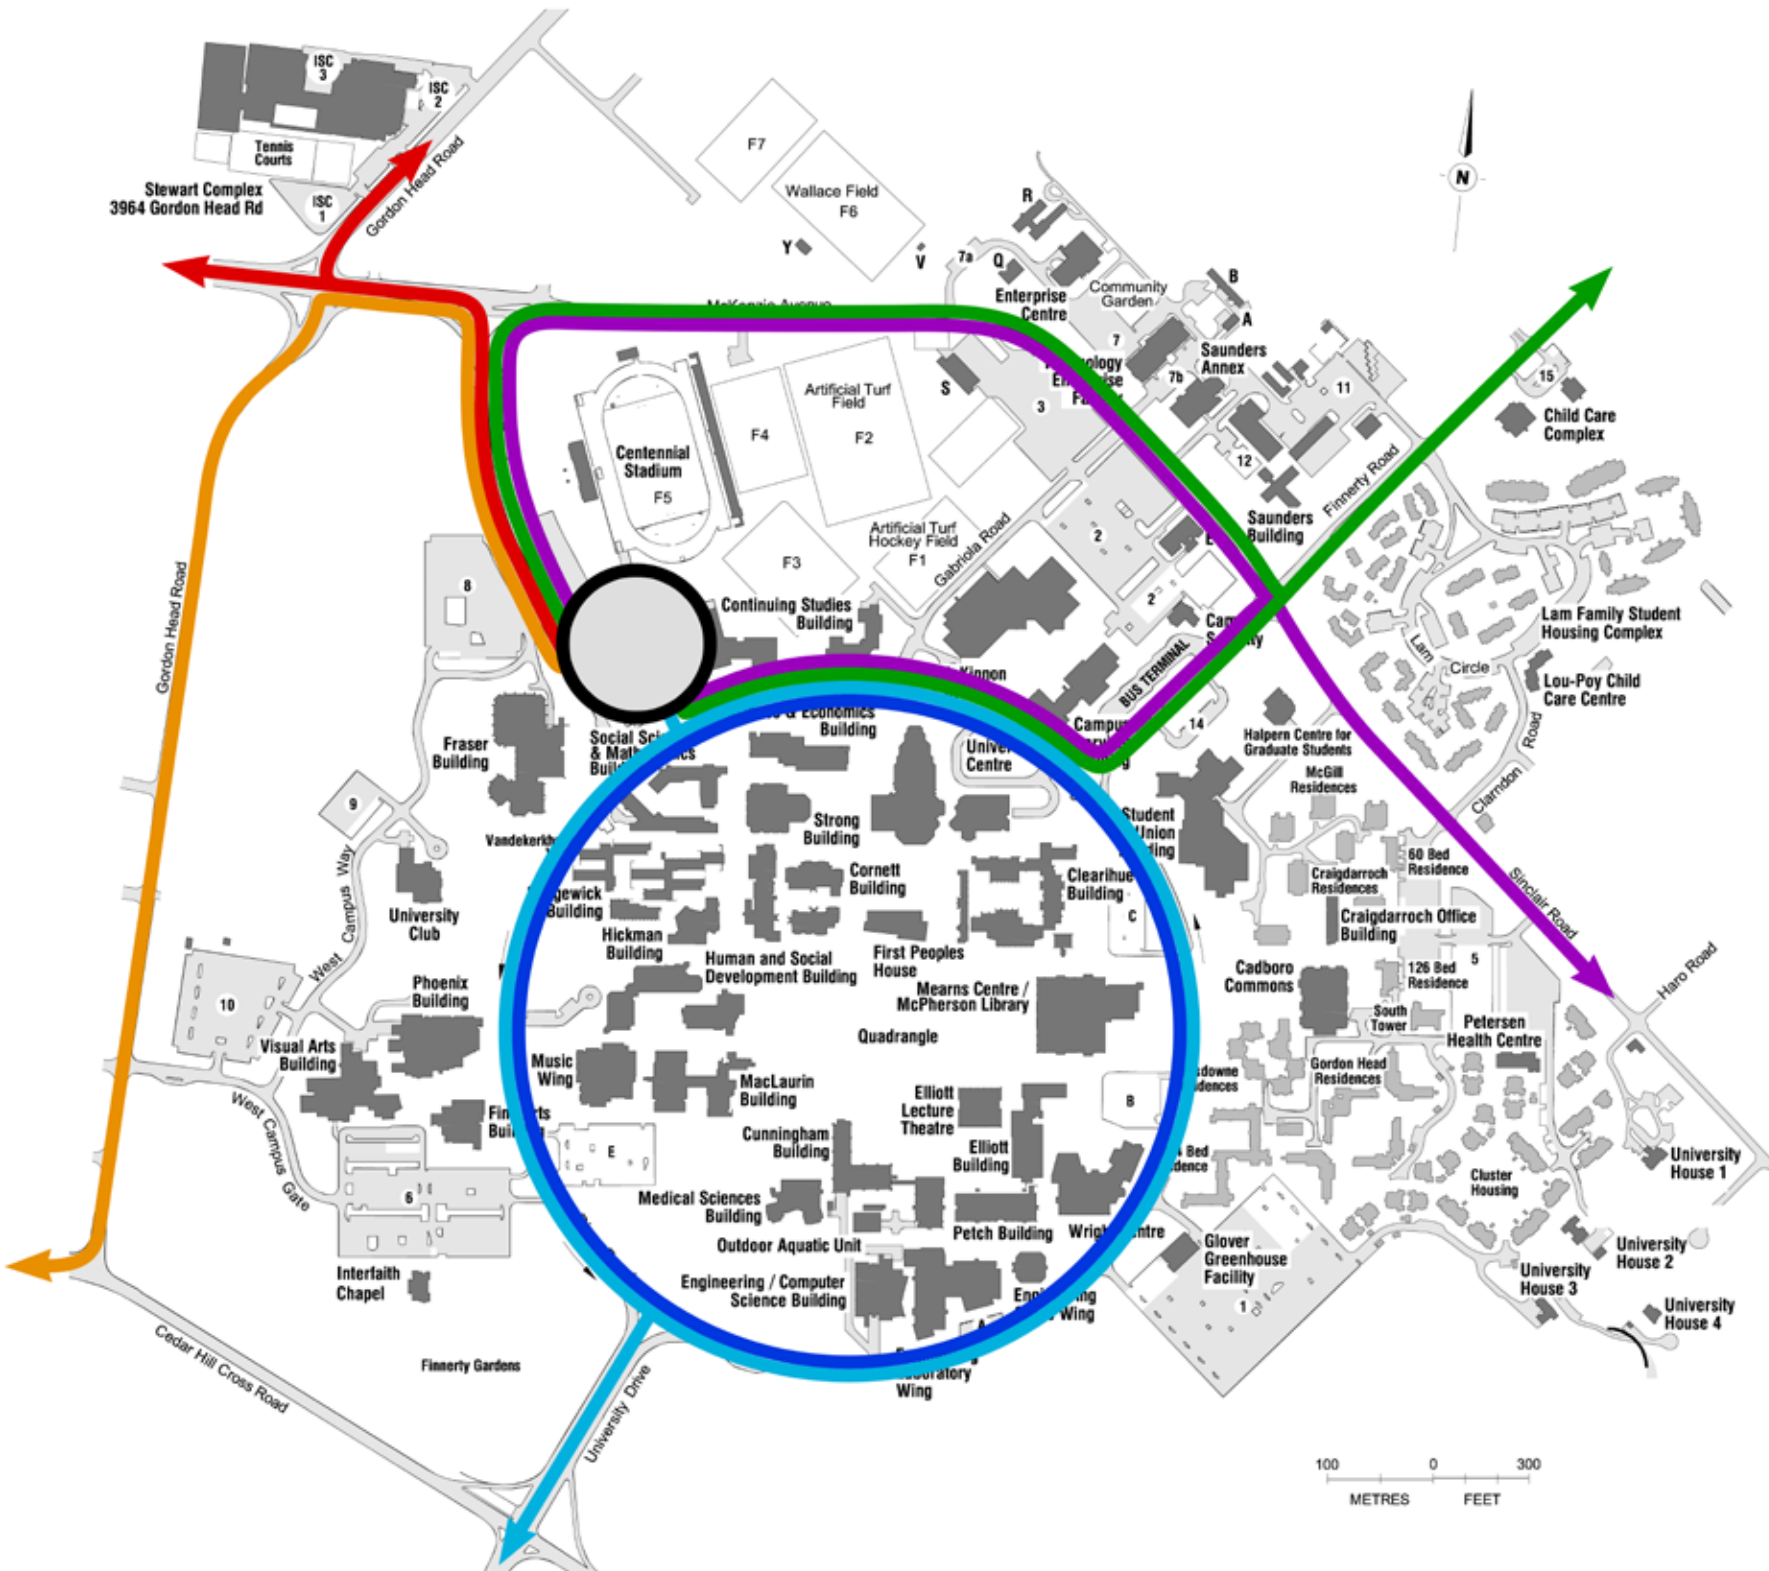 ISC
3
ISC
2
Tennis
Courts
Stewart Complex
3964 Gordon Head Rd
ISC
1
Gordon Head Road
F7
Wallace Field
F6
Y
V
R
7a
Q
Enterprise
Centre
Community
Garden
B
A
N
McKenzie Avenue
7
Saunders
Annex
7b
S
3
11
15
Child Care
Complex
Artificial Turf
Field
F4
F2
Centennial
Stadium
F5
12
Finnerty Road
Saunders
Building
Artificial Turf
Hockey Field
F1
Gabriola Road
2
F3
8
Continuing Studies
Building
2
BUS TERMINAL
Lam Family Student
Housing Complex
Lam
Circle
Lou-Poy Child
Care Centre
Gordon Head Road
Fraser
Building
& Economics
Building
Centre
14
Halpern Centre for
Graduate Students
McGill
Residences
Clarndon
Road
9
Strong
Building
Student
Union
60 Bed
Residence
Craigdarroch
Residences
Cornett
Building
Clearihue
Building
C
Sinclair Road
West Campus Way
University
Club
Building
Hickman
Building
Craigdarroch Office
Building
Human and Social
Development Building
First Peoples
House
5
Haro Road
Phoenix
Building
10
Mearns Centre /
McPherson Library
Cadboro
Commons
126 Bed
Residence
South
Tower
Petersen
Health Centre
Quadrangle
Visual Arts
Building
Music
Wing
MacLaurin
Building
Gordon Head
Residences
Elliott
Lecture
Theatre
B
West Campus Gate
E
Cunningham
Building
Elliott
Building
Bed
University
House 1
6
Medical Sciences
Building
Cluster
Housing
Petch Building
Outdoor Aquatic Unit
Glover
Greenhouse
Facility
University
House 2
Interfaith
Chapel
Engineering / Computer
Science Building
Wing
University
House 3
1
University
House 4
A
Cedar Hill Cross Road
Finnerty Gardens
Wing
University Drive
100
0
300
METRES
FEET